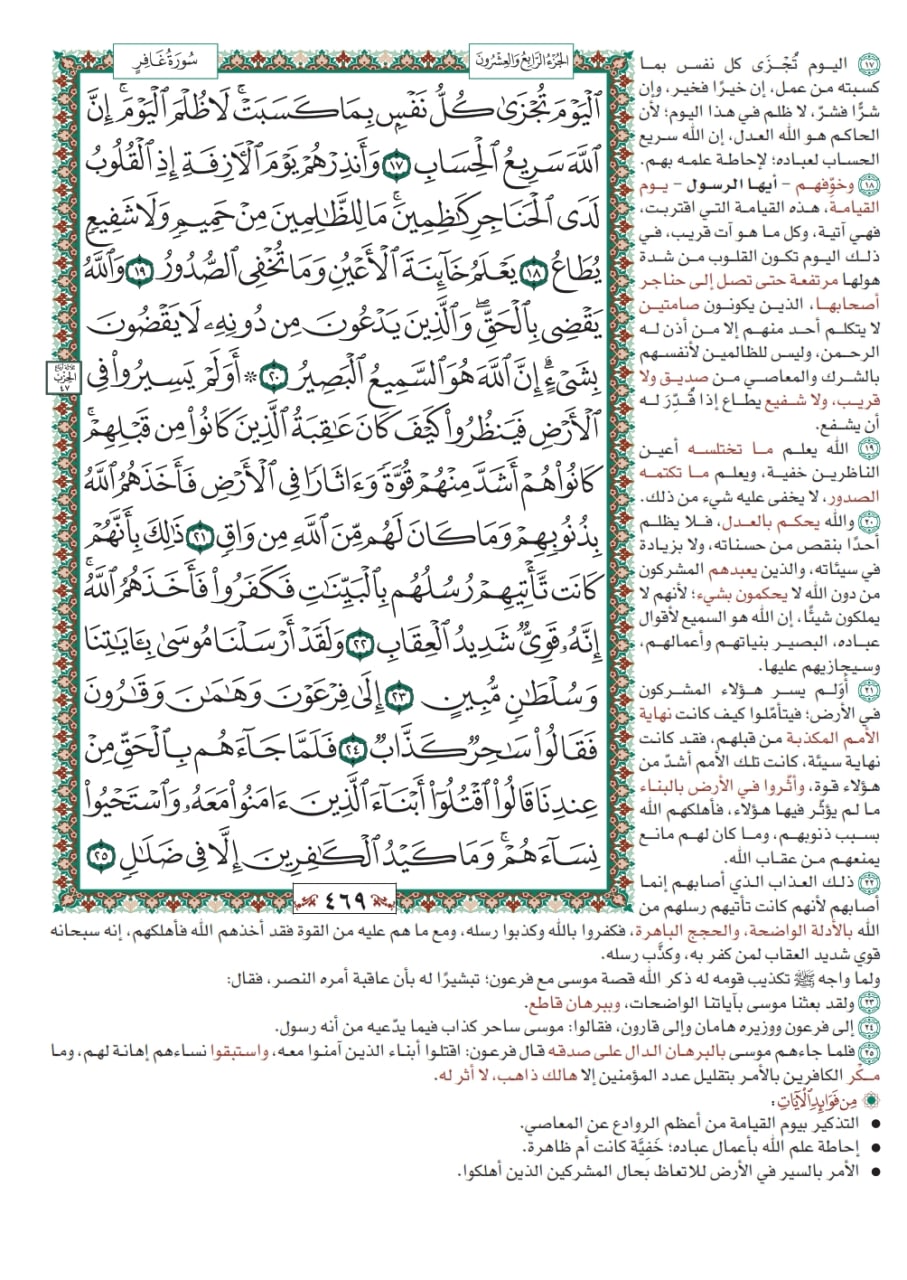 الجُزْءُ الرَّابِعُ وَالعِشْرُونَ
سُورَةُ غَافِرٍ
ٱلۡيَوۡمَ تُجۡزَىٰ كُلُّ نَفۡسِۭ بِمَا كَسَبَتۡۚ لَا ظُلۡمَ ٱلۡيَوۡمَۚ إِنَّ
ٱللَّهَ سَرِيعُ ٱلۡحِسَابِ ١٧ وَأَنذِرۡهُمۡ يَوۡمَ ٱلۡأٓزِفَةِ إِذِ ٱلۡقُلُوبُ
لَدَى ٱلۡحَنَاجِرِ كَٰظِمِينَۚ مَا لِلظَّٰلِمِينَ مِنۡ حَمِيمٖ وَلَا شَفِيعٖ
يُطَاعُ ١٨ يَعۡلَمُ خَآئِنَةَ ٱلۡأَعۡيُنِ وَمَا تُخۡفِي ٱلصُّدُورُ ١٩ وَٱللَّهُ
يَقۡضِي بِٱلۡحَقِّۖ وَٱلَّذِينَ يَدۡعُونَ مِن دُونِهِۦ لَا يَقۡضُونَ
بِشَيۡءٍۗ إِنَّ ٱللَّهَ هُوَ ٱلسَّمِيعُ ٱلۡبَصِيرُ ٢٠ ۞ أَوَلَمۡ يَسِيرُواْ فِي
ٱلۡأَرۡضِ فَيَنظُرُواْ كَيۡفَ كَانَ عَٰقِبَةُ ٱلَّذِينَ كَانُواْ مِن قَبۡلِهِمۡۚ
كَانُواْ هُمۡ أَشَدَّ مِنۡهُمۡ قُوَّةٗ وَءَاثَارٗا فِي ٱلۡأَرۡضِ فَأَخَذَهُمُ ٱللَّهُ
بِذُنُوبِهِمۡ وَمَا كَانَ لَهُم مِّنَ ٱللَّهِ مِن وَاقٖ ٢١ ذَٰلِكَ بِأَنَّهُمۡ
كَانَت تَّأۡتِيهِمۡ رُسُلُهُم بِٱلۡبَيِّنَٰتِ فَكَفَرُواْ فَأَخَذَهُمُ ٱللَّهُۚ
إِنَّهُۥ قَوِيّٞ شَدِيدُ ٱلۡعِقَابِ ٢٢ وَلَقَدۡ أَرۡسَلۡنَا مُوسَىٰ بِـَٔايَٰتِنَا
وَسُلۡطَٰنٖ مُّبِينٍ ٢٣ إِلَىٰ فِرۡعَوۡنَ وَهَٰمَٰنَ وَقَٰرُونَ
فَقَالُواْ سَٰحِرٞ كَذَّابٞ ٢٤ فَلَمَّا جَآءَهُم بِٱلۡحَقِّ مِنۡ
عِندِنَا قَالُواْ ٱقۡتُلُوٓاْ أَبۡنَآءَ ٱلَّذِينَ ءَامَنُواْ مَعَهُۥ وَٱسۡتَحۡيُواْ
نِسَآءَهُمۡۚ وَمَا كَيۡدُ ٱلۡكَٰفِرِينَ إِلَّا فِي ضَلَٰلٖ ٢٥
٤٦٩
الحزب
٤٧
١٧ اليوم تُجْزَى كل نفس بما
كسبته من عمل، إن خيرًا فخير، وإن
شرًّا فشرّ، لا ظلم في هذا اليوم؛ لأن
الحاكم هو الله العدل، إن الله سريع
الحساب لعباده؛ لإحاطة علمه بهم.
١٨ وخوِّفهم - أيها الرسول - يوم
القيامة، هذه القيامة التي اقتربت،
فهي آتية، وكل ما هو آت قريب، في
ذلك اليوم تكون القلوب من شدة
هولها مرتفعة حتى تصل إلى حناجر
أصحابها، الذين يكونون صامتين
لا يتكلم أحد منهم إلا من أذن له
الرحمن، وليس للظالمين لأنفسهم
بالشرك والمعاصي من صديق ولا
قريب، ولا شفيع يطاع إذا قُدِّرَ له
أن يشفع.
١٩ الله يعلم ما تختلسه أعين
الناظرين خفية، ويعلم ما تكتمه
الصدور، لا يخفى عليه شيء من ذلك.
٢٠ والله يحكم بالعدل، فلا يظلم
أحدًا بنقص من حسناته، ولا بزيادة
في سيئاته، والذين يعبدهم المشركون
من دون الله لا يحكمون بشيء؛ لأنهم لا
يملكون شيئًا، إن الله هو السميع لأقوال
عباده، البصير بنياتهم وأعمالهم،
وسيجازيهم عليها.
٢١ أَوَلم يسر هؤلاء المشركون
في الأرض؛ فيتأمّلوا كيف كانت نهاية
الأمم المكذبة من قبلهم، فقد كانت
نهاية سيئة، كانت تلك الأمم أشدّ من
هؤلاء قوة، وأثّروا في الأرض بالبناء
ما لم يؤثّر فيها هؤلاء، فأهلكهم الله
بسبب ذنوبهم، وما كان لهم مانع
يمنعهم من عقاب الله.
٢٢ ذلك العذاب الذي أصابهم إنما
أصابهم لأنهم كانت تأتيهم رسلهم من
الله بالأدلة الواضحة، والحجج الباهرة، فكفروا بالله وكذبوا رسله، ومع ما هم عليه من القوة فقد أخذهم الله فأهلكهم، إنه سبحانه
قوي شديد العقاب لمن كفر به، وكذَّب رسله.
ولما واجه ﷺ تكذيب قومه له ذكر الله قصة موسى مع فرعون؛ تبشيرًا له بأن عاقبة أمره النصر، فقال:
٢٣ ولقد بعثنا موسى بآياتنا الواضحات، وببرهان قاطع.
٢٤ إلى فرعون ووزيره هامان وإلى قارون، فقالوا: موسى ساحر كذاب فيما يدّعيه من أنه رسول.
٢٥ فلما جاءهم موسى بالبرهان الدال على صدقه قال فرعون: اقتلوا أبناء الذين آمنوا معه، واستبقوا نساءهم إهانة لهم، وما
مكْر الكافرين بالأمر بتقليل عدد المؤمنين إلا هالك ذاهب، لا أثر له.
مِن فَوَائِدِ الْآيَاتِ:
• التذكير بيوم القيامة من أعظم الروادع عن المعاصي.
• إحاطة علم الله بأعمال عباده؛ خَفِيَّة كانت أم ظاهرة.
• الأمر بالسير في الأرض للاتعاظ بحال المشركين الذين أهلكوا.